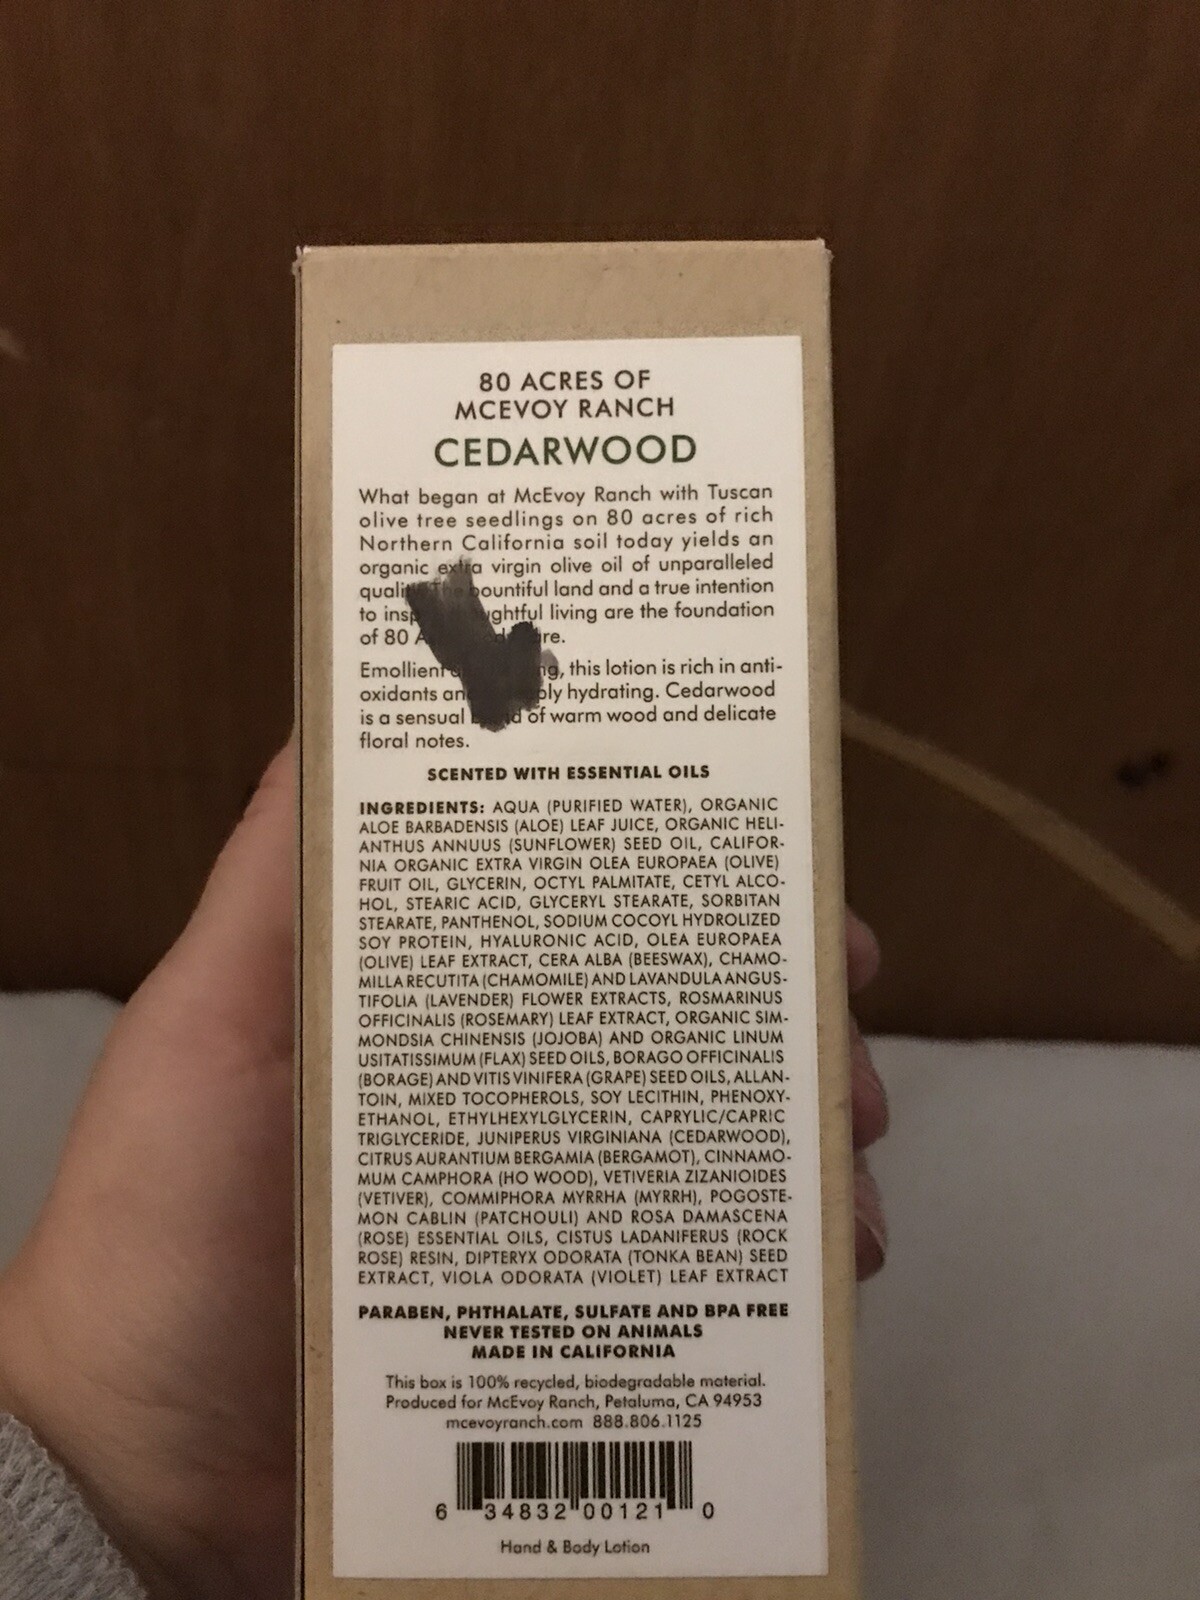 80 ACRES OF
MCEVOY RANCH
CEDARWOOD
What began at McEvoy Ranch with Tuscan
olive tree seedlings on 80 acres of rich
Northern California soil today yields an
organic extra virgin olive oil of unparalleled
The bountiful land and a true intention
to living are the foundation
of 80
this lotion is rich in anti-
oxidants hydrating. Cedarwood
is a sensual of warm wood and delicate
floral notes.
SCENTED WITH ESSENTIAL OILS
INGREDIENTS: AQUA (PURIFIED WATER), ORGANIC
ALOE BARBADENSIS (ALOE) LEAF JUICE, ORGANIC HELI-
ANTHUS ANNUUS (SUNFLOWER) SEED OIL, CALIFOR-
NIA ORGANIC EXTRA VIRGIN OLEA EUROPAEA (OLIVE)
FRUIT OIL, GLYCERIN, OCTYL PALMITATE, CETYL ALCO-
HOL, STEARIC ACID, GLYCERYL STEARATE, SORBITAN
STEARATE, PANTHENOL, SODIUM COCOYL HYDROLIZED
SOY PROTEIN, HYALURONIC ACID, OLEA EUROPAEA
(OLIVE) LEAF EXTRACT, CERA ALBA (BEESWAX), CHAMO-
MILLA RECUTITA (CHAMOMILE) AND LAVANDULA ANGUS-
TIFOLIA (LAVENDER) FLOWER EXTRACTS, ROSMARINUS
OFFICINALIS (ROSEMARY) LEAF EXTRACT, ORGANIC SIM-
MONDSIA CHINENSIS (JOJOBA) AND ORGANIC LINUM
USITATISSIMUM (FLAX) SEED OILS, BORAGO OFFICINALIS
(BORAGE) AND VITIS VINIFERA (GRAPE) SEED OILS, ALLAN-
TOIN, MIXED TOCOPHEROLS, SOY LECITHIN, PHENOXY-
ETHANOL, ETHYLHEXYLGLYCERIN, CAPRYLIC/CAPRIC
TRIGLYCERIDE, JUNIPERUS VIRGINIANA (CEDARWOOD),
CITRUS AURANTIUM BERGAMIA (BERGAMOT), CINNAMO-
MUM CAMPHORA (HO WOOD), VETIVERIA ZIZANIOIDES
(VETIVER), COMMIPHORA MYRRHA (MYRRH), POGOSTE-
MON CABLIN (PATCHOULI) AND ROSA DAMASCENA
(ROSE) ESSENTIAL OILS, CISTUS LADANIFERUS (ROCK
ROSE) RESIN, DIPTERYX ODORATA (TONKA BEAN) SEED
EXTRACT, VIOLA ODORATA (VIOLET) LEAF EXTRACT
PARABEN, PHTHALATE, SULFATE AND BPA FREE
NEVER TESTED ON ANIMALS
MADE IN CALIFORNIA
This box is 100% recycled, biodegradable material.
Produced for McEvoy Ranch, Petaluma, CA 94953
mcevoyranch.com 888.806.1125
6 34832 00121 0
Hand & Body Lotion